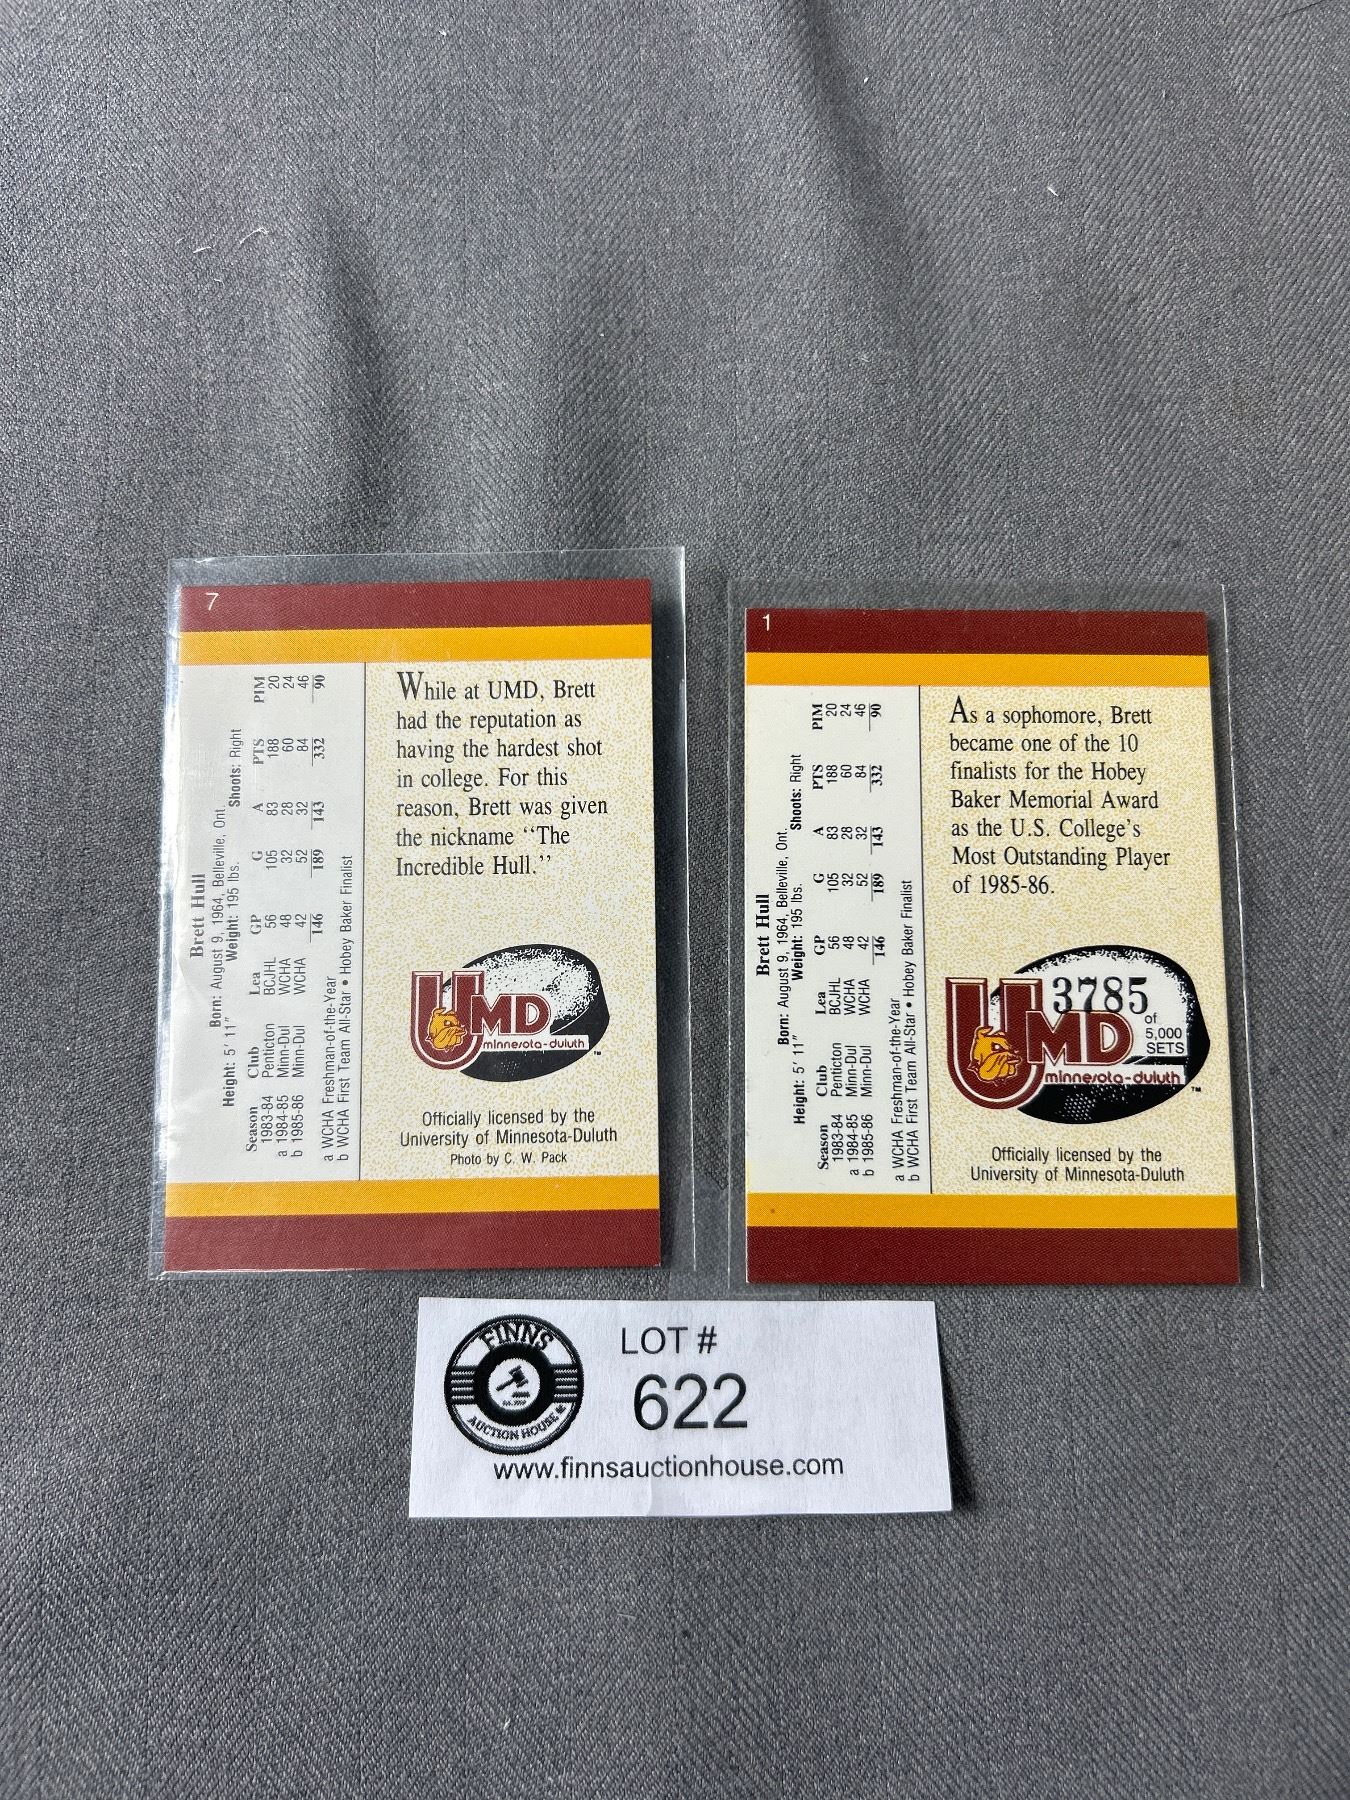 7
Brett Hull
Born: August 9, 1964, Belleville, Ont.
Height: 5' 11" Weight: 195 lbs. Shoots: Right
Season Club Lea GP G A PTS PIM
1983-84 Penticton BCJHL 56 105 83 188 20
a 1984-85 Minn-Dul WCHA 48 32 28 60 24
b 1985-86 Minn-Dul WCHA 42 52 32 84 46
146 189 143 332 90
a WCHA Freshman-of-the-Year
b WCHA First Team All-Star • Hobey Baker Finalist
While at UMD, Brett
had the reputation as
having the hardest shot
in college. For this
reason, Brett was given
the nickname "The
Incredible Hull."
UMD
minnesota-duluth
TM
Officially licensed by the
University of Minnesota-Duluth
Photo by C. W. Pack
1
Brett Hull
Born: August 9, 1964, Belleville, Ont.
Height: 5' 11" Weight: 195 lbs. Shoots: Right
Season Club Lea GP G A PTS PIM
1983-84 Penticton BCJHL 56 105 83 188 20
a 1984-85 Minn-Dul WCHA 48 32 28 60 24
b 1985-86 Minn-Dul WCHA 42 52 32 84 46
146 189 143 332 90
a WCHA Freshman-of-the-Year
b WCHA First Team All-Star • Hobey Baker Finalist
As a sophomore, Brett
became one of the 10
finalists for the Hobey
Baker Memorial Award
as the U.S. College's
Most Outstanding Player
of 1985-86.
3785
of
5,000
SETS
UMD
minnesota-duluth
TM
Officially licensed by the
University of Minnesota-Duluth
FINNS
AUCTION HOUSE
LOT #
622
www.finnsauctionhouse.com